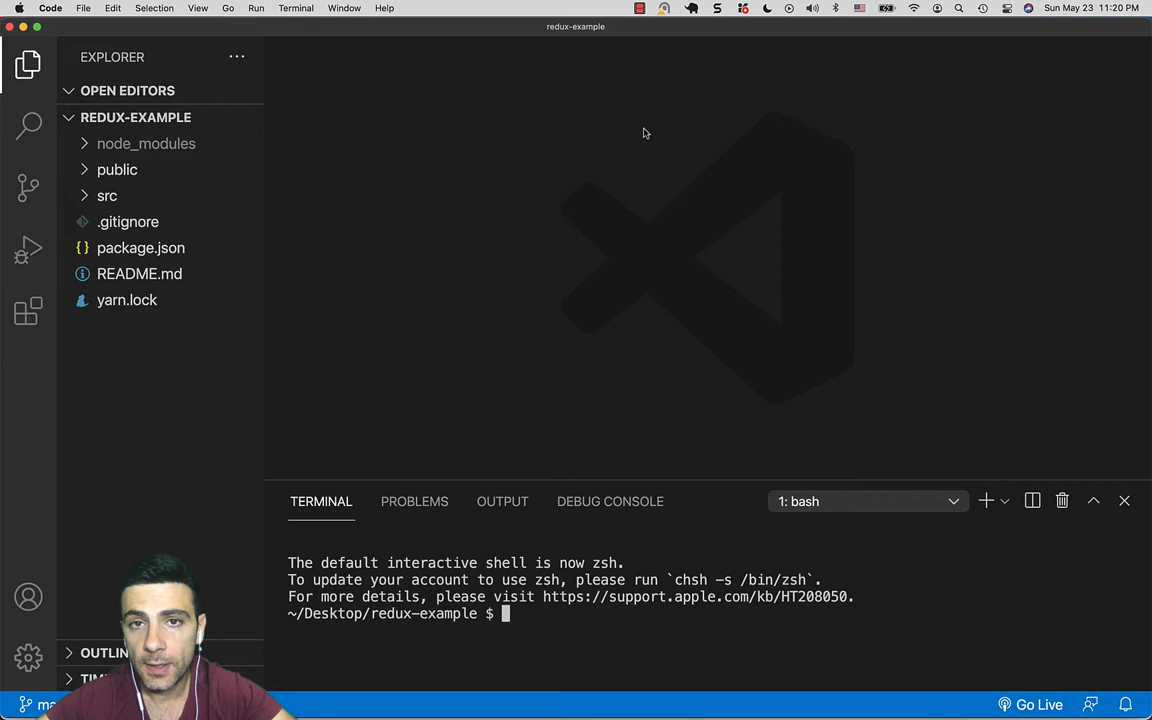 Code File Edit Selection View Go Run Terminal Window Help Sun May 23 11:20 PM
redux-example
EXPLORER
OPEN EDITORS
REDUX-EXAMPLE
node_modules
public
src
.gitignore
package.json
README.md
yarn.lock
TERMINAL PROBLEMS OUTPUT DEBUG CONSOLE 1: bash
The default interactive shell is now zsh.
To update your account to use zsh, please run `chsh -s /bin/zsh`.
For more details, please visit https://support.apple.com/kb/HT208050.
~/Desktop/redux-example $
Go Live